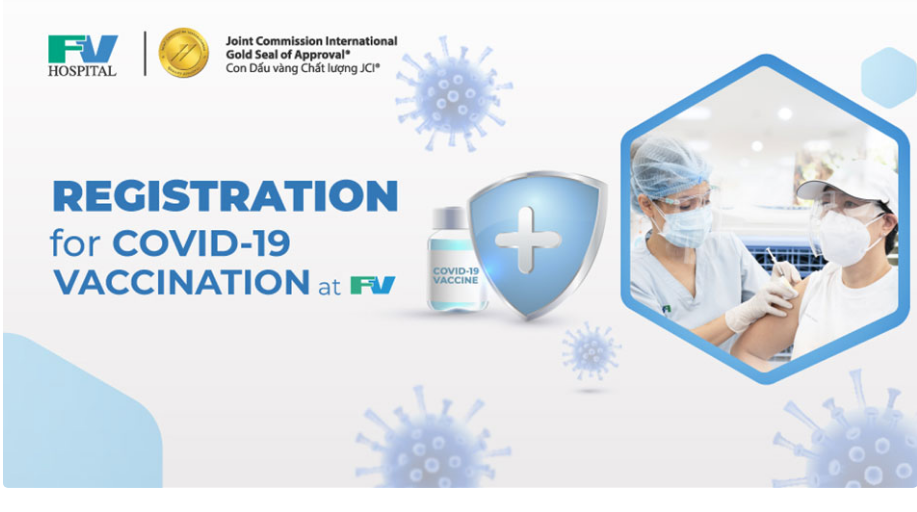 FV
HOSPITAL
Joint Commission International
Gold Seal of Approval®
Con Dấu vàng Chất lượng JCI®
REGISTRATION
for COVID-19
VACCINATION at FV
COVID-19
VACCINE